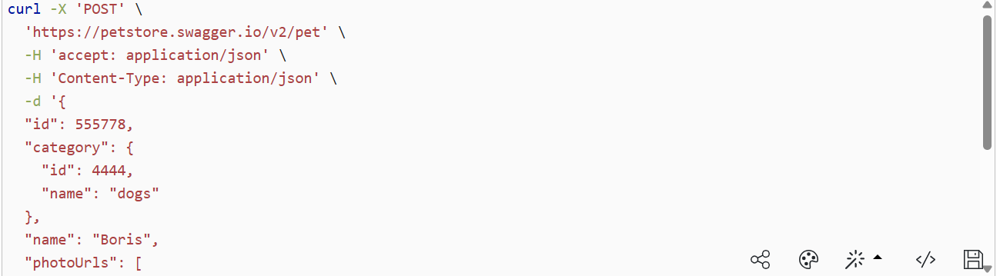 curl -X 'POST' \
  'https://petstore.swagger.io/v2/pet' \
  -H 'accept: application/json' \
  -H 'Content-Type: application/json' \
  -d '{
  "id": 555778,
  "category": {
    "id": 4444,
    "name": "dogs"
  },
  "name": "Boris",
  "photoUrls": [